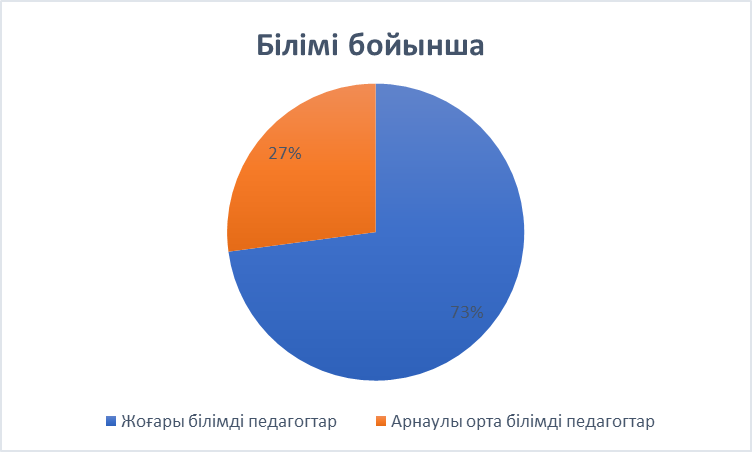 Білімі бойынша
27%
73%
Жоғары білімді педагогтар
Арнаулы орта білімді педагогтар